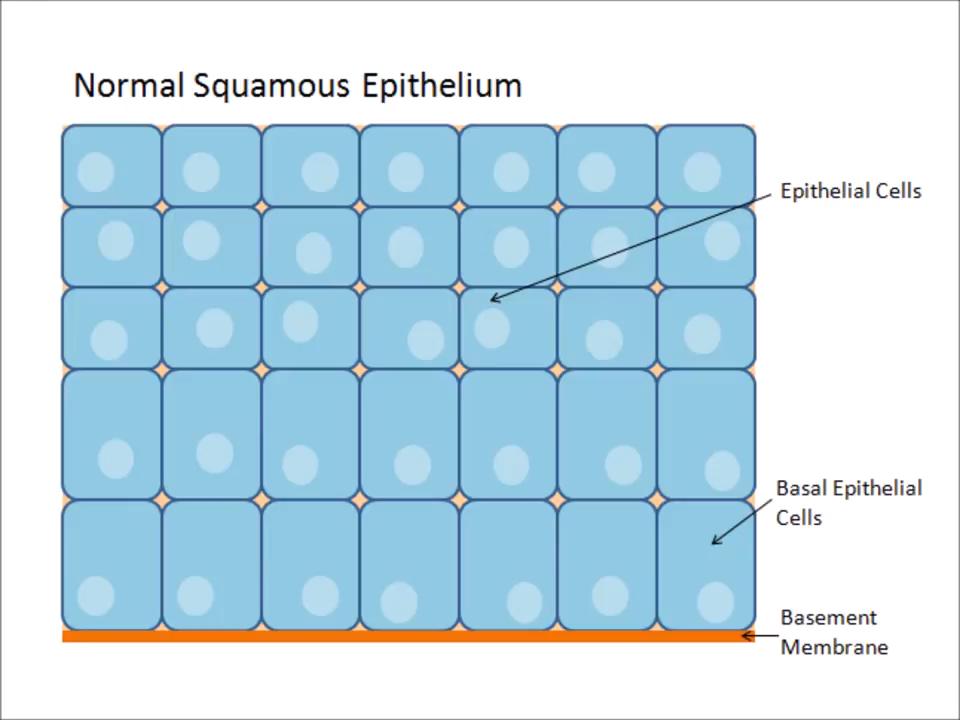 Normal Squamous Epithelium
Epithelial Cells
Basal Epithelial
Cells
Basement
Membrane